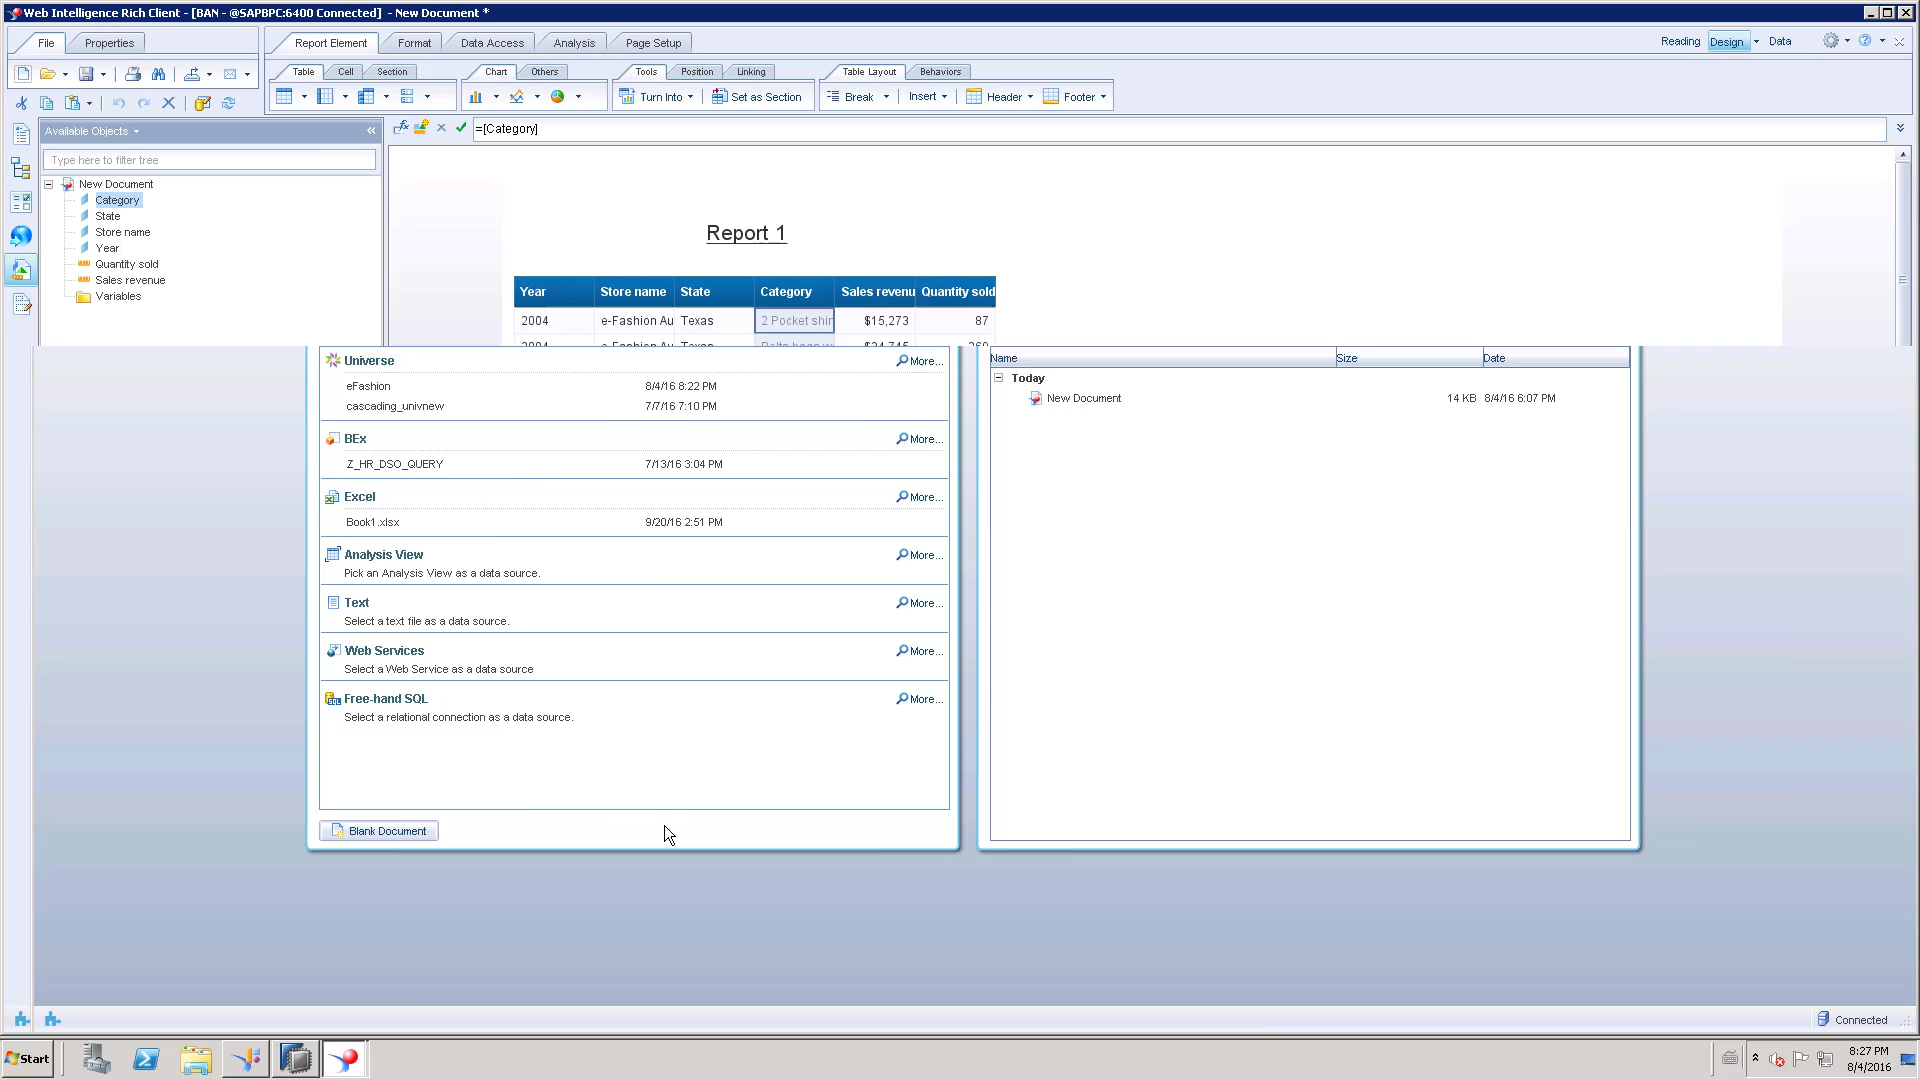 Web Intelligence Rich Client - [BAN - @SAPBPC:6400 Connected] - New Document *
File Properties Report Element Format Data Access Analysis Page Setup Reading Design Data
Table Cell Section Chart Others Tools Position Linking Table Layout Behaviors
Turn Into Set as Section Break Insert Header Footer
Available Objects
=[Category]
Type here to filter tree
New Document
Category
State
Store name
Year
Quantity sold
Sales revenue
Variables
Report 1
Year Store name State Category Sales revenu Quantity sold
2004 e-Fashion Au Texas 2 Pocket shir $15,273 87
2004 e-Fashion Au Texas Belts bags w $34,745 269
Universe More...
eFashion 8/4/16 8:22 PM
cascading_univnew 7/7/16 7:10 PM
BEx More...
Z_HR_DSO_QUERY 7/13/16 3:04 PM
Excel More...
Book1.xlsx 9/20/16 2:51 PM
Analysis View More...
Pick an Analysis View as a data source.
Text More...
Select a text file as a data source.
Web Services More...
Select a Web Service as a data source
Free-hand SQL More...
Select a relational connection as a data source.
Blank Document
Name Size Date
Today
New Document 14 KB 8/4/16 6:07 PM
Connected
Start
8:27 PM
8/4/2016